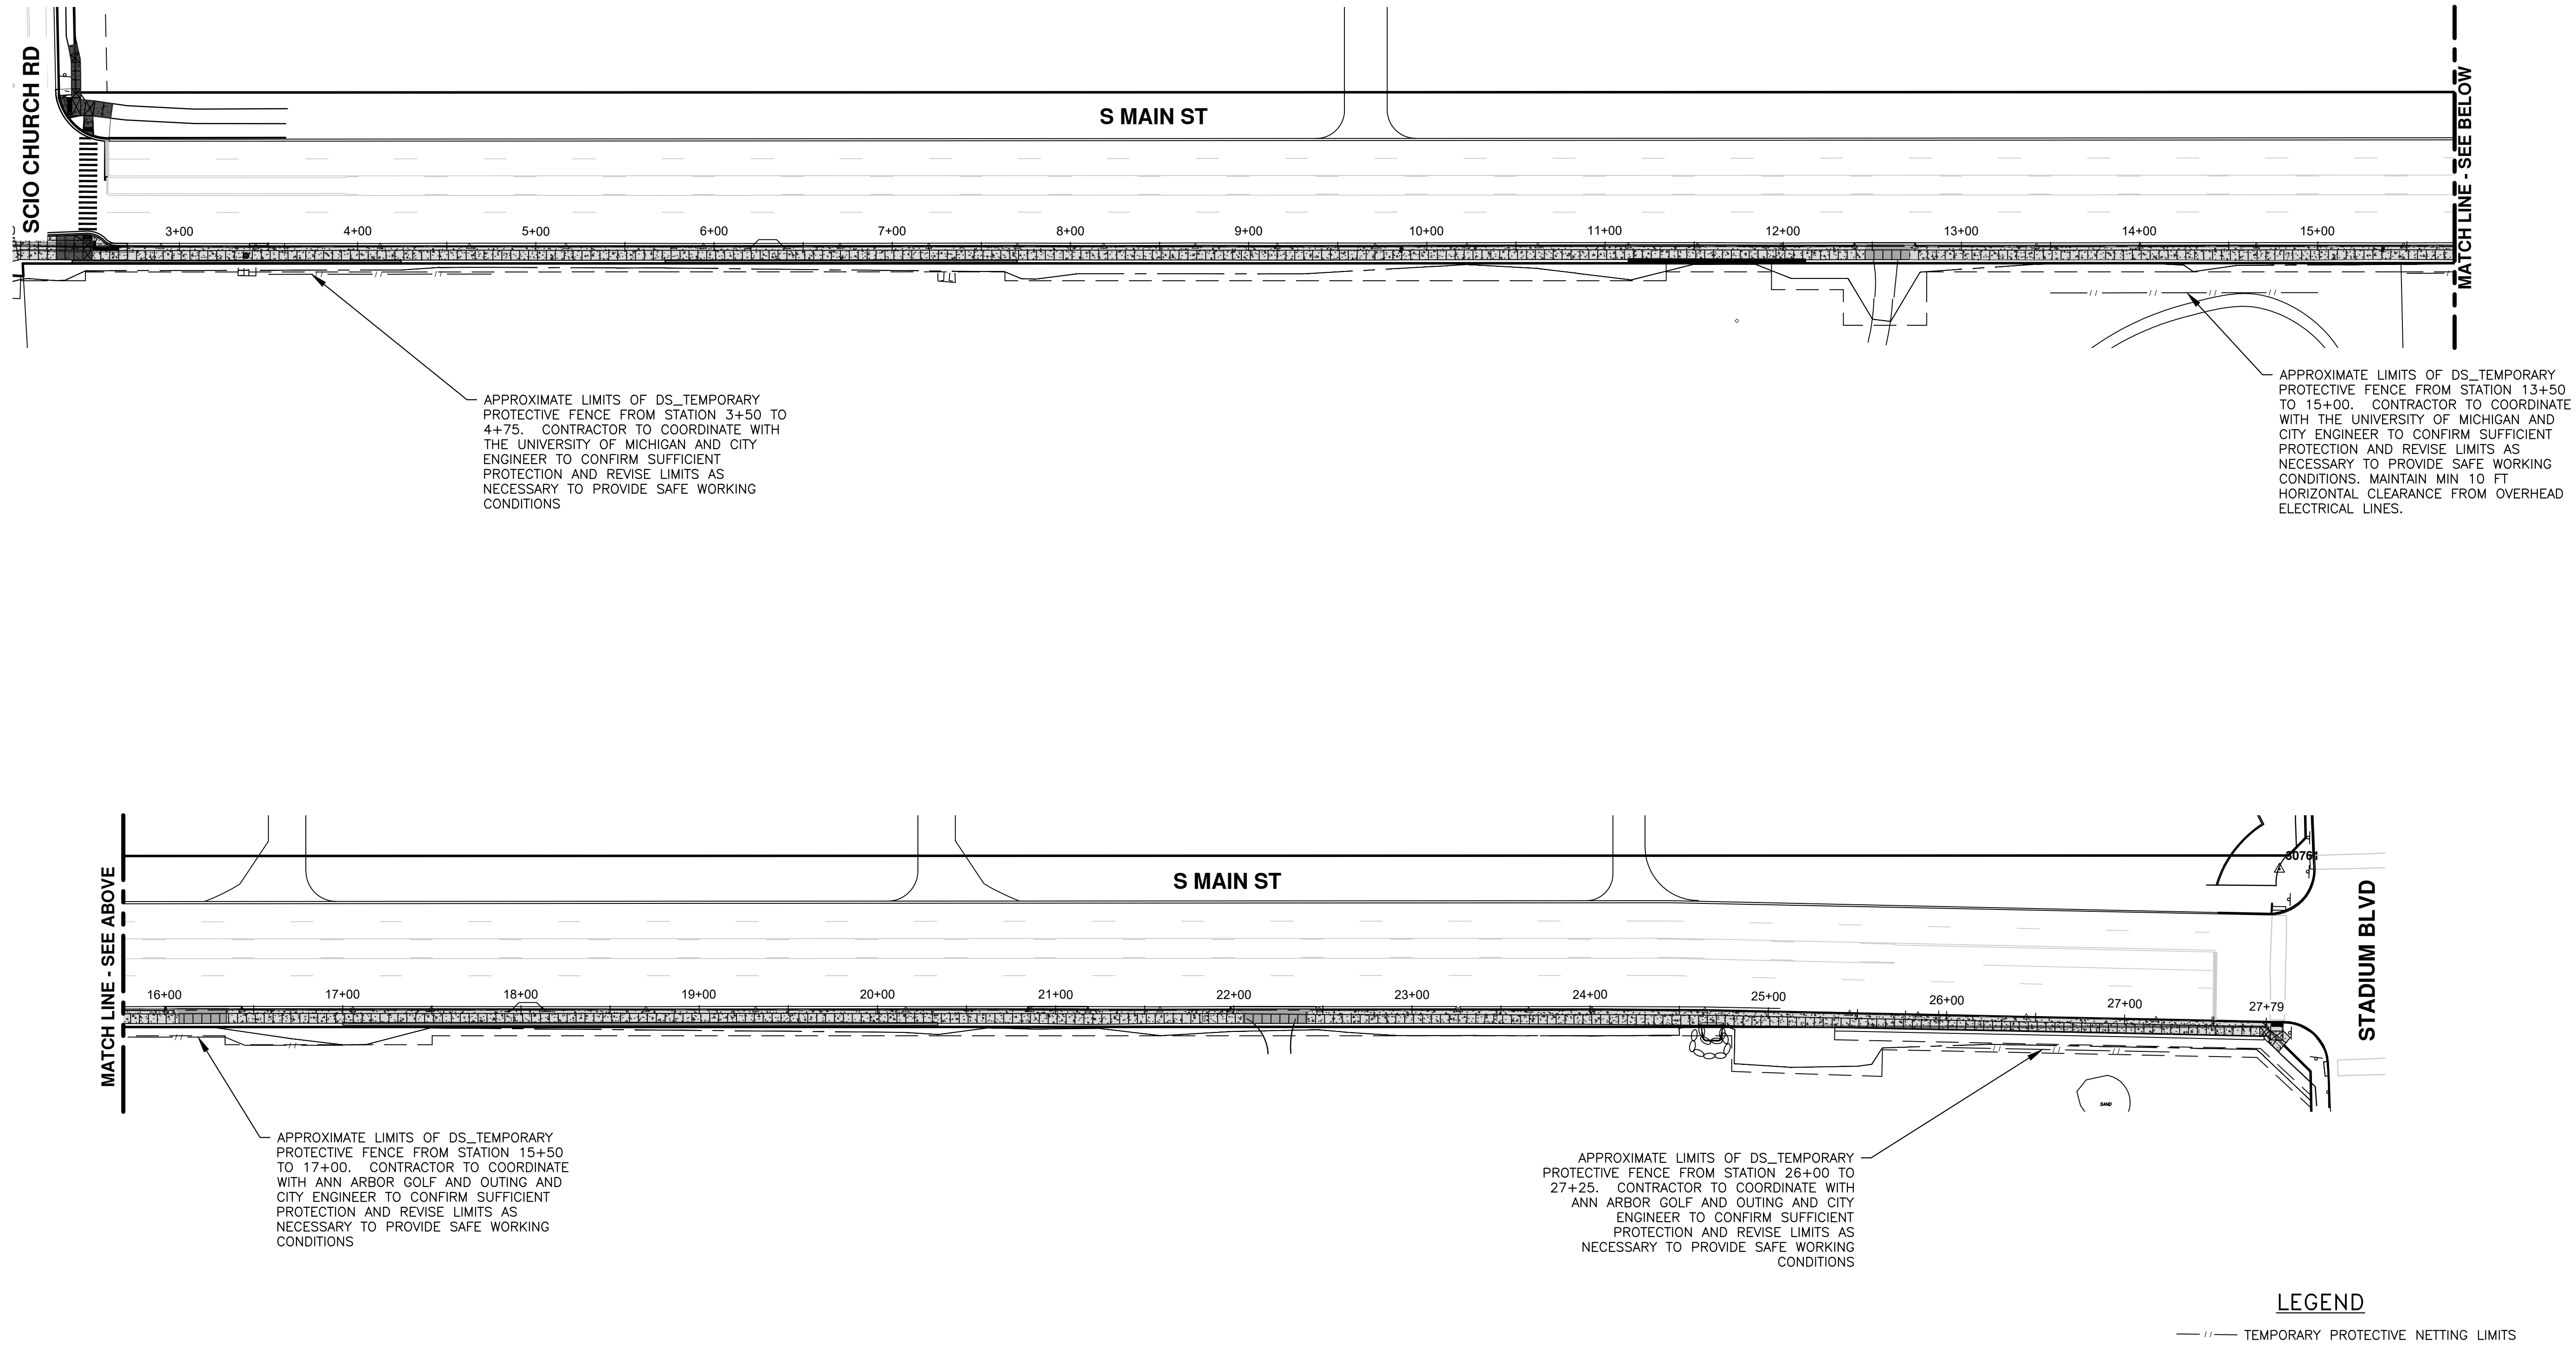 SCIO CHURCH RD
S MAIN ST
MATCH LINE - SEE BELOW
3+00 4+00 5+00 6+00 7+00 8+00 9+00 10+00 11+00 12+00 13+00 14+00 15+00
APPROXIMATE LIMITS OF DS_TEMPORARY
PROTECTIVE FENCE FROM STATION 3+50 TO
4+75. CONTRACTOR TO COORDINATE WITH
THE UNIVERSITY OF MICHIGAN AND CITY
ENGINEER TO CONFIRM SUFFICIENT
PROTECTION AND REVISE LIMITS AS
NECESSARY TO PROVIDE SAFE WORKING
CONDITIONS
APPROXIMATE LIMITS OF DS_TEMPORARY
PROTECTIVE FENCE FROM STATION 13+50
TO 15+00. CONTRACTOR TO COORDINATE
WITH THE UNIVERSITY OF MICHIGAN AND
CITY ENGINEER TO CONFIRM SUFFICIENT
PROTECTION AND REVISE LIMITS AS
NECESSARY TO PROVIDE SAFE WORKING
CONDITIONS. MAINTAIN MIN 10 FT
HORIZONTAL CLEARANCE FROM OVERHEAD
ELECTRICAL LINES.
MATCH LINE - SEE ABOVE
S MAIN ST
STADIUM BLVD
16+00 17+00 18+00 19+00 20+00 21+00 22+00 23+00 24+00 25+00 26+00 27+00 27+79
SAND
APPROXIMATE LIMITS OF DS_TEMPORARY
PROTECTIVE FENCE FROM STATION 15+50
TO 17+00. CONTRACTOR TO COORDINATE
WITH ANN ARBOR GOLF AND OUTING AND
CITY ENGINEER TO CONFIRM SUFFICIENT
PROTECTION AND REVISE LIMITS AS
NECESSARY TO PROVIDE SAFE WORKING
CONDITIONS
APPROXIMATE LIMITS OF DS_TEMPORARY
PROTECTIVE FENCE FROM STATION 26+00 TO
27+25. CONTRACTOR TO COORDINATE WITH
ANN ARBOR GOLF AND OUTING AND CITY
ENGINEER TO CONFIRM SUFFICIENT
PROTECTION AND REVISE LIMITS AS
NECESSARY TO PROVIDE SAFE WORKING
CONDITIONS
LEGEND
TEMPORARY PROTECTIVE NETTING LIMITS